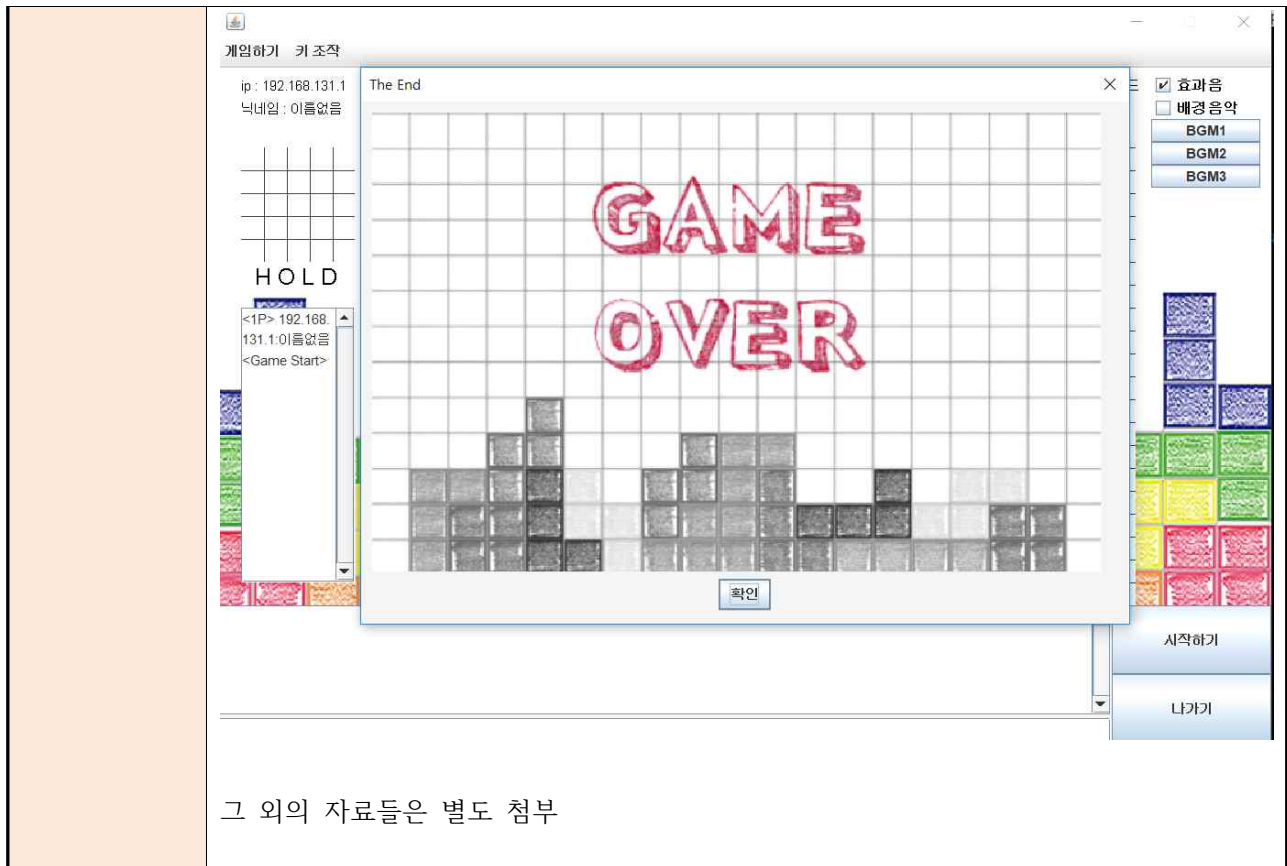 게임하기 키 조작
ip : 192.168.131.1
닉네임 : 이름없음
The End
효과음
배경음악
BGM1
BGM2
BGM3
HOLD
<1P> 192.168.
131.1:이름없음
<Game Start>
GAME
OVER
확인
시작하기
나가기
그 외의 자료들은 별도 첨부